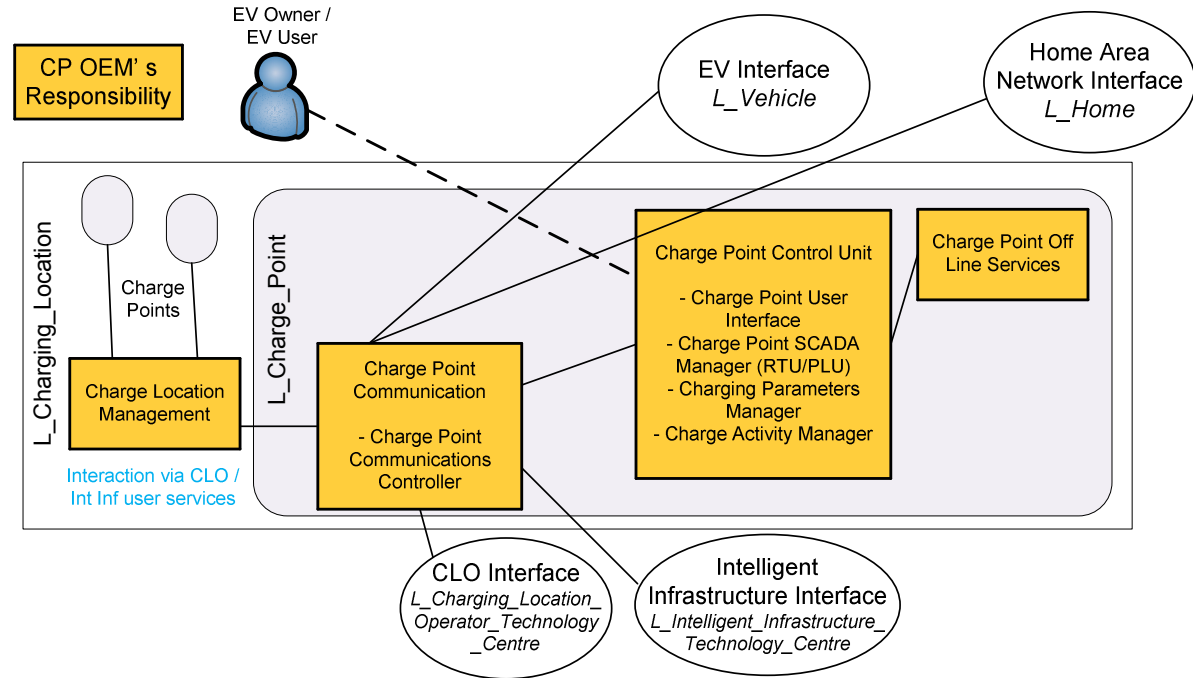 EV Owner /
EV User
CP OEM' s
Responsibility
EV Interface
L_Vehicle
Home Area
Network Interface
L_Home
L_Charging_Location
Charge
Points
Charge Location
Management
Interaction via CLO /
Int Inf user services
L_Charge_Point
Charge Point
Communication
- Charge Point
Communications
Controller
Charge Point Control Unit
- Charge Point User
Interface
- Charge Point SCADA
Manager (RTU/PLU)
- Charging Parameters
Manager
- Charge Activity Manager
Charge Point Off
Line Services
CLO Interface
L_Charging_Location_
Operator_Technology
_Centre
Intelligent
Infrastructure Interface
L_Intelligent_Infrastructure_
Technology_Centre